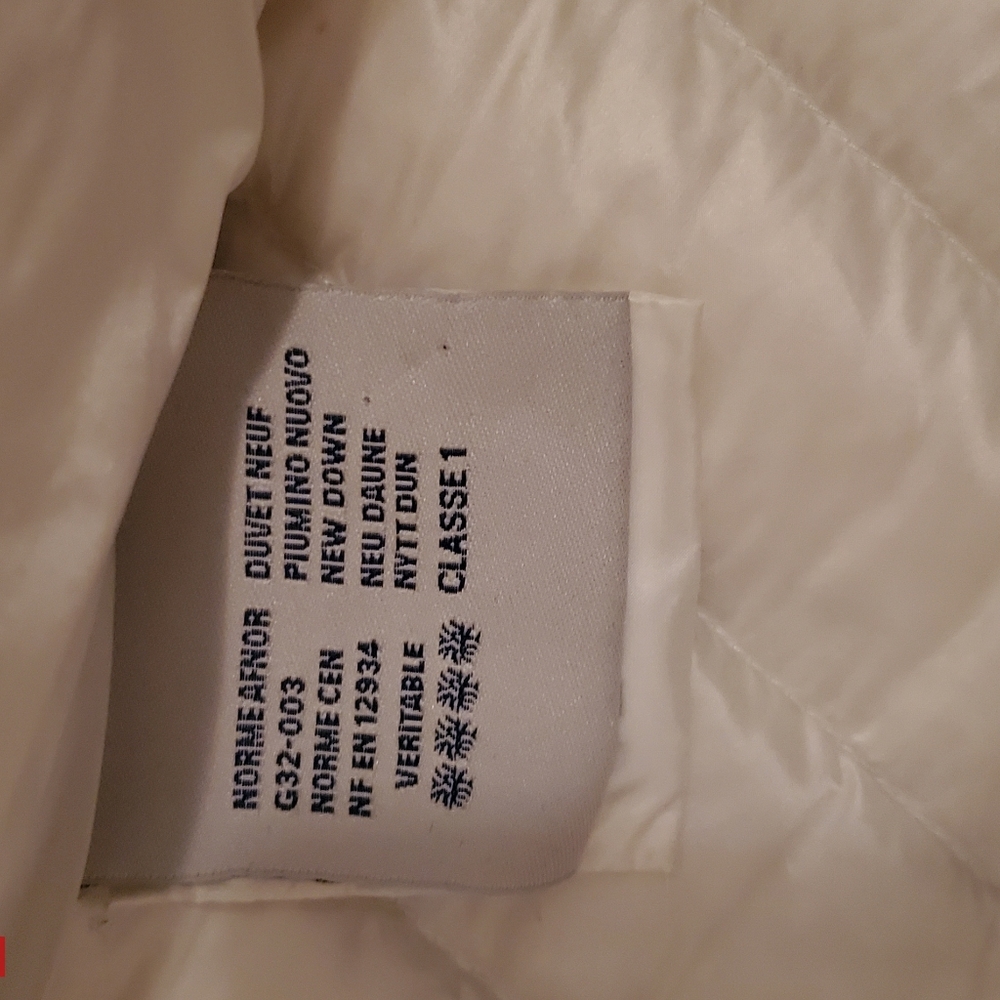 NORME AFNOR DUVET NEUF
G32-003 PIUMINO NUOVO
NORME CEN NEW DOWN
NF EN 12934 NEU DAUNE
VERITABLE NYTT DUN
CLASSE 1